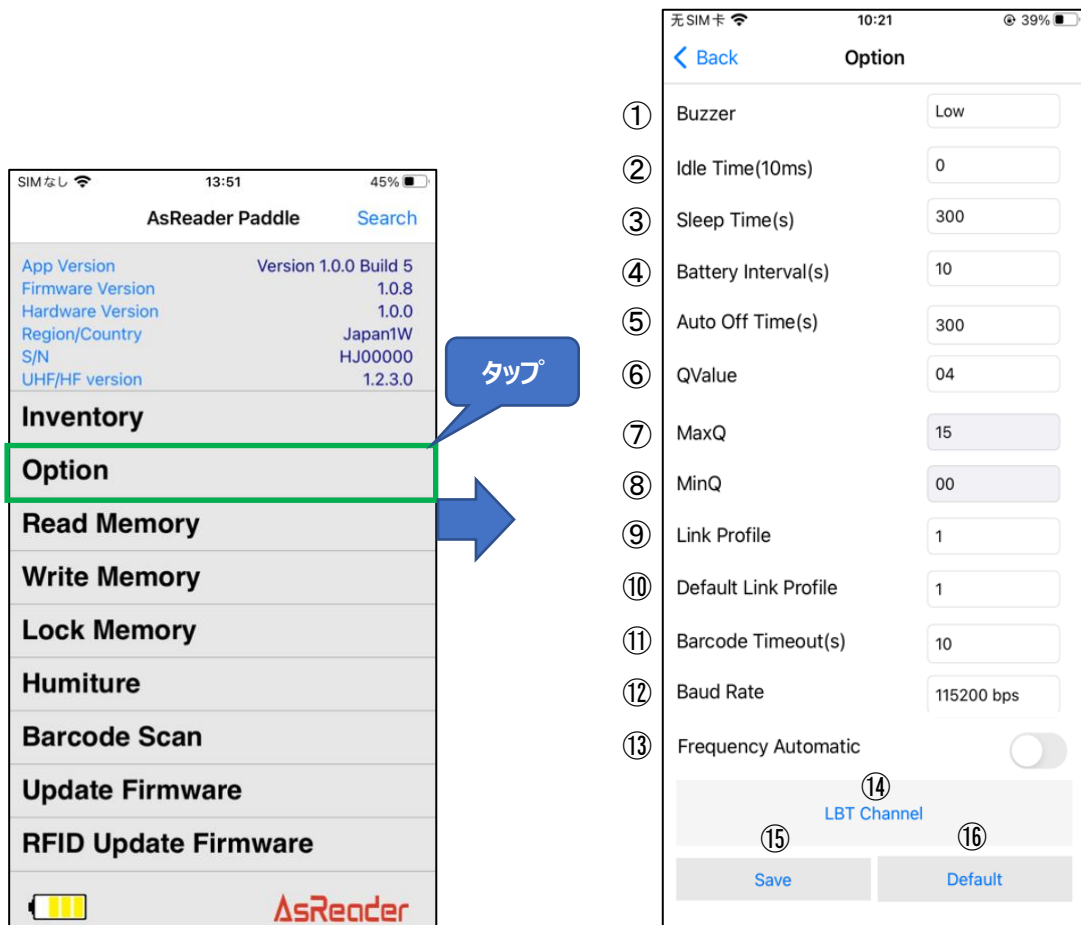 SIMなし 13:51 45%
AsReader Paddle Search
App Version Version 1.0.0 Build 5
Firmware Version 1.0.8
Hardware Version 1.0.0
Region/Country Japan1W
S/N HJ00000
UHF/HF version 1.2.3.0
Inventory
Option
Read Memory
Write Memory
Lock Memory
Humiture
Barcode Scan
Update Firmware
RFID Update Firmware
AsReader
タップ
无SIM卡 10:21 39%
Back Option
① Buzzer Low
② Idle Time(10ms) 0
③ Sleep Time(s) 300
④ Battery Interval(s) 10
⑤ Auto Off Time(s) 300
⑥ QValue 04
⑦ MaxQ 15
⑧ MinQ 00
⑨ Link Profile 1
⑩ Default Link Profile 1
⑪ Barcode Timeout(s) 10
⑫ Baud Rate 115200 bps
⑬ Frequency Automatic
⑭
LBT Channel
⑮ ⑯
Save Default